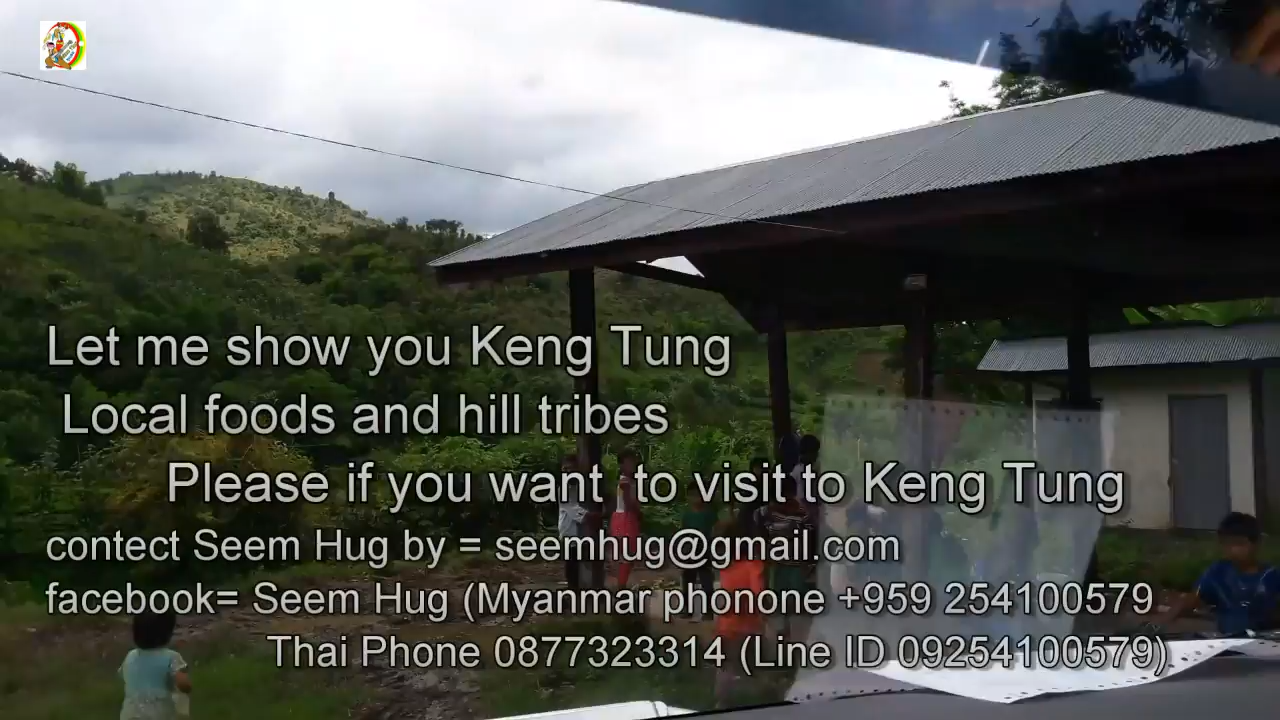 Let me show you Keng Tung
Local foods and hill tribes
Please if you want to visit to Keng Tung
contect Seem Hug by = seemhug@gmail.com
facebook= Seem Hug (Myanmar phonone +959 254100579
Thai Phone 0877323314 (Line ID 09254100579)